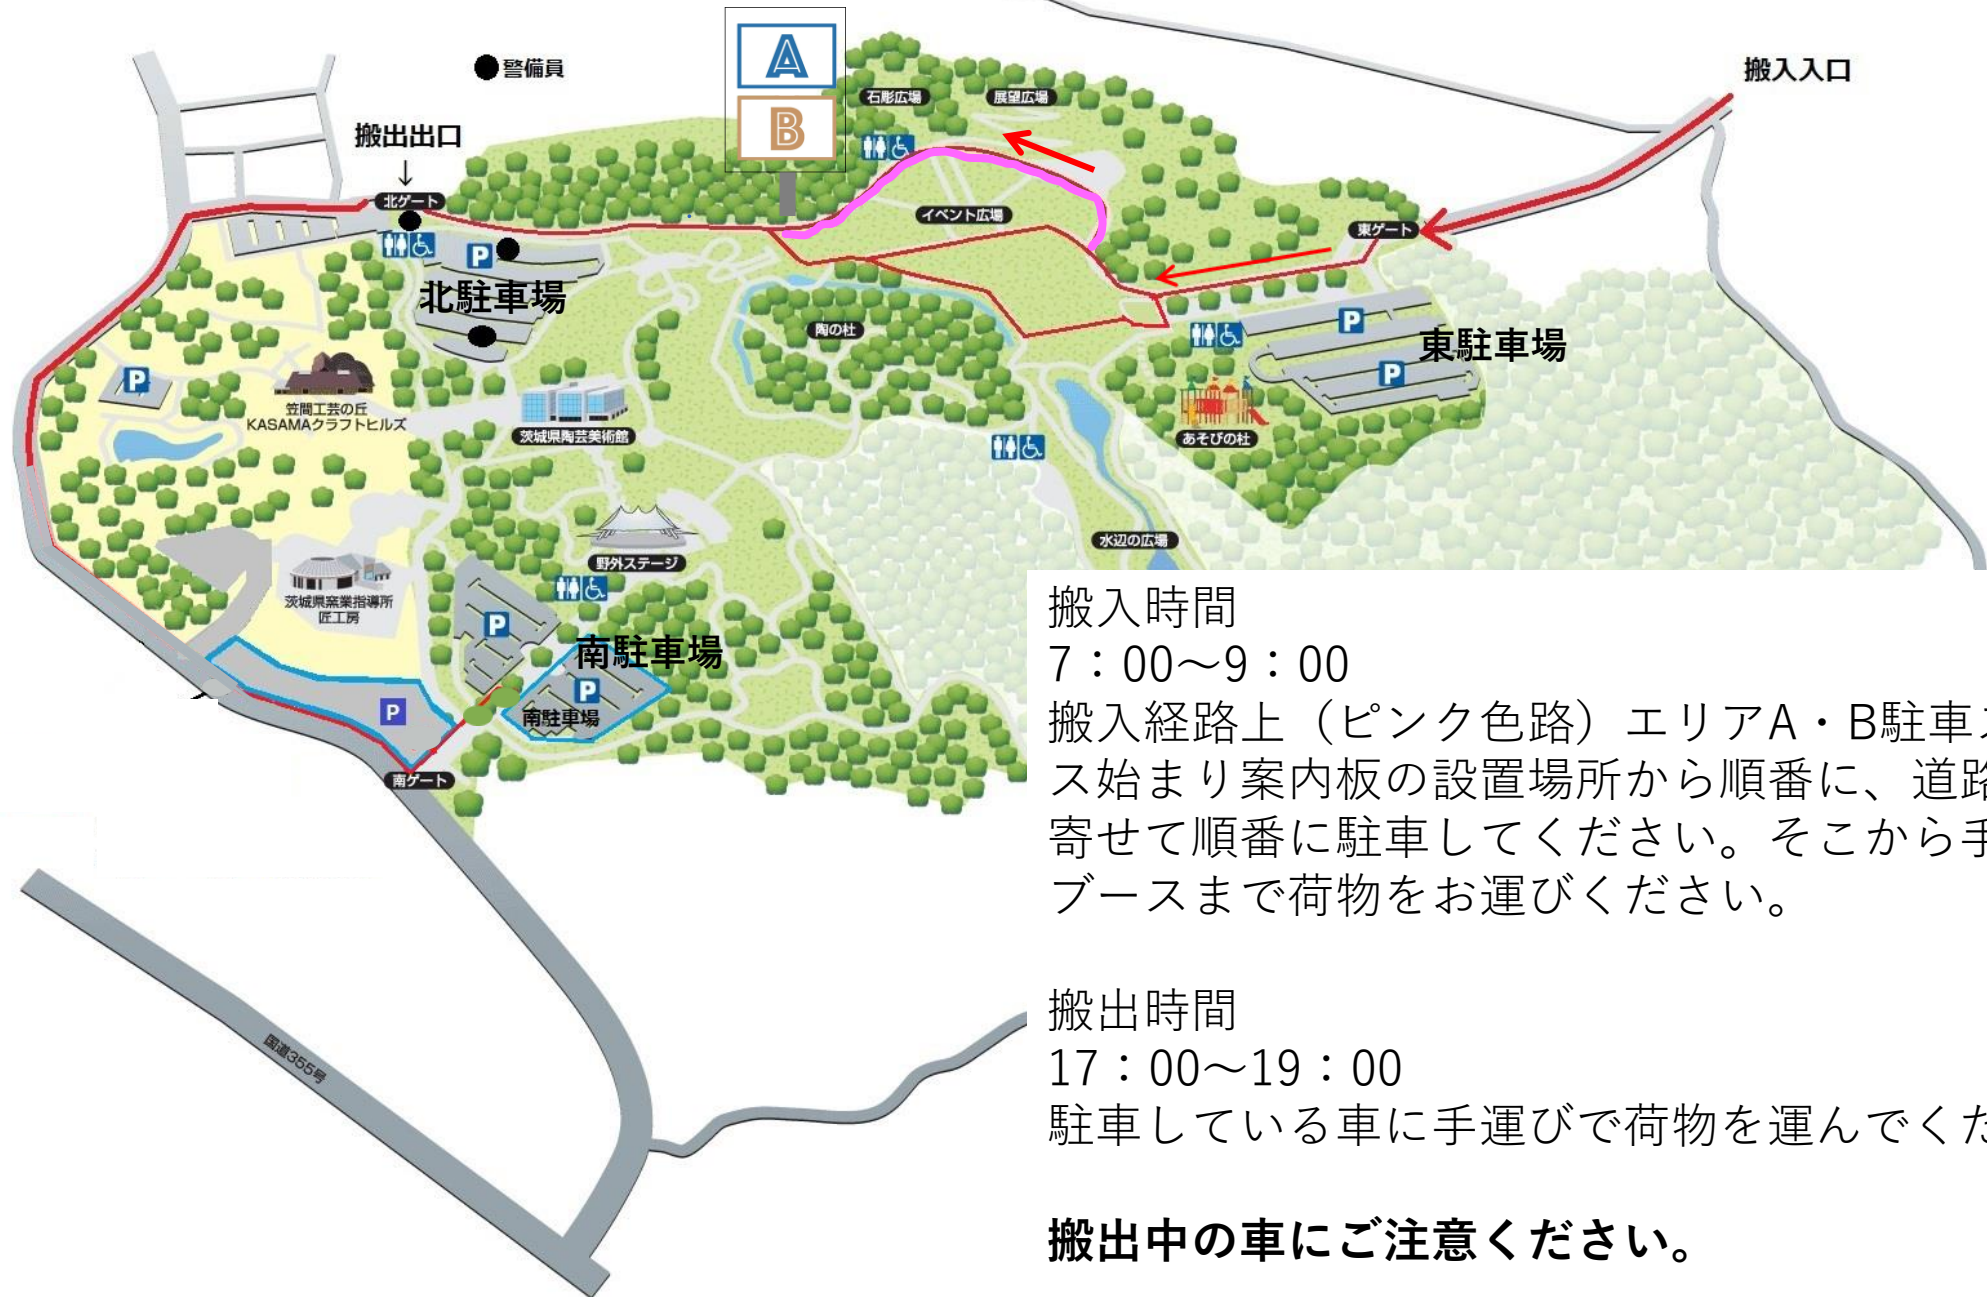 A
B
警備員
搬入入口
石彫広場
展望広場
搬出出口
↓
北ゲート
イベント広場
東ゲート
P
北駐車場
陶の杜
P
東駐車場
P
P
笠間工芸の丘
KASAMAクラフトヒルズ
茨城県陶芸美術館
あそびの杜
水辺の広場
野外ステージ
茨城県窯業指導所
匠工房
P
南駐車場
P
P
南駐車場
南ゲート
国道355号
搬入時間
7：00～9：00
搬入経路上（ピンク色路）エリアA・B駐車ス
ス始まり案内板の設置場所から順番に、道路
寄せて順番に駐車してください。そこから手
ブースまで荷物をお運びください。
搬出時間
17：00～19：00
駐車している車に手運びで荷物を運んでくだ
搬出中の車にご注意ください。